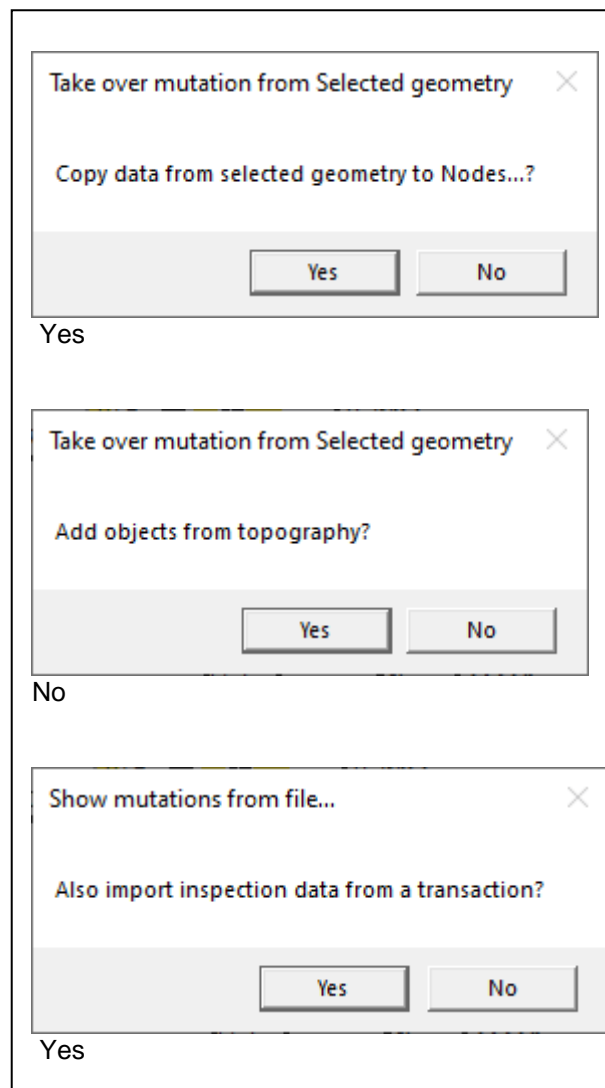 Take over mutation from Selected geometry
Copy data from selected geometry to Nodes...?
Yes No
Yes
Take over mutation from Selected geometry
Add objects from topography?
Yes No
No
Show mutations from file...
Also import inspection data from a transaction?
Yes No
Yes